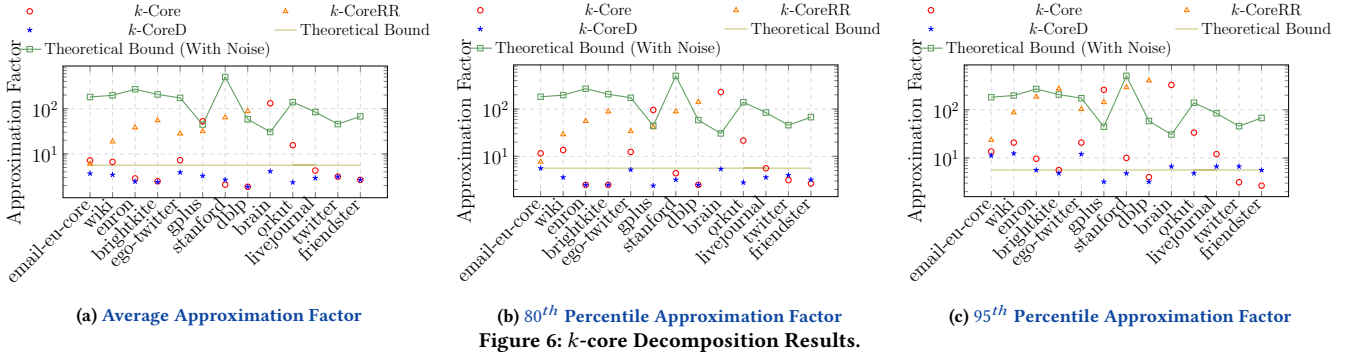 k-Core
k-CoreRR
k-CoreD
Theoretical Bound
Theoretical Bound (With Noise)
Approximation Factor
10²
10¹
email-eu-core
wiki
enron
brightkite
ego-twitter
gplus
stanford
dblp
brain
orkut
livejournal
twitter
friendster
(a) Average Approximation Factor
k-Core
k-CoreRR
k-CoreD
Theoretical Bound
Theoretical Bound (With Noise)
Approximation Factor
10²
10¹
email-eu-core
wiki
enron
brightkite
ego-twitter
gplus
stanford
dblp
brain
orkut
livejournal
twitter
friendster
(b) 80th Percentile Approximation Factor
k-Core
k-CoreRR
k-CoreD
Theoretical Bound
Theoretical Bound (With Noise)
Approximation Factor
10²
10¹
email-eu-core
wiki
enron
brightkite
ego-twitter
gplus
stanford
dblp
brain
orkut
livejournal
twitter
friendster
(c) 95th Percentile Approximation Factor
Figure 6: k-core Decomposition Results.